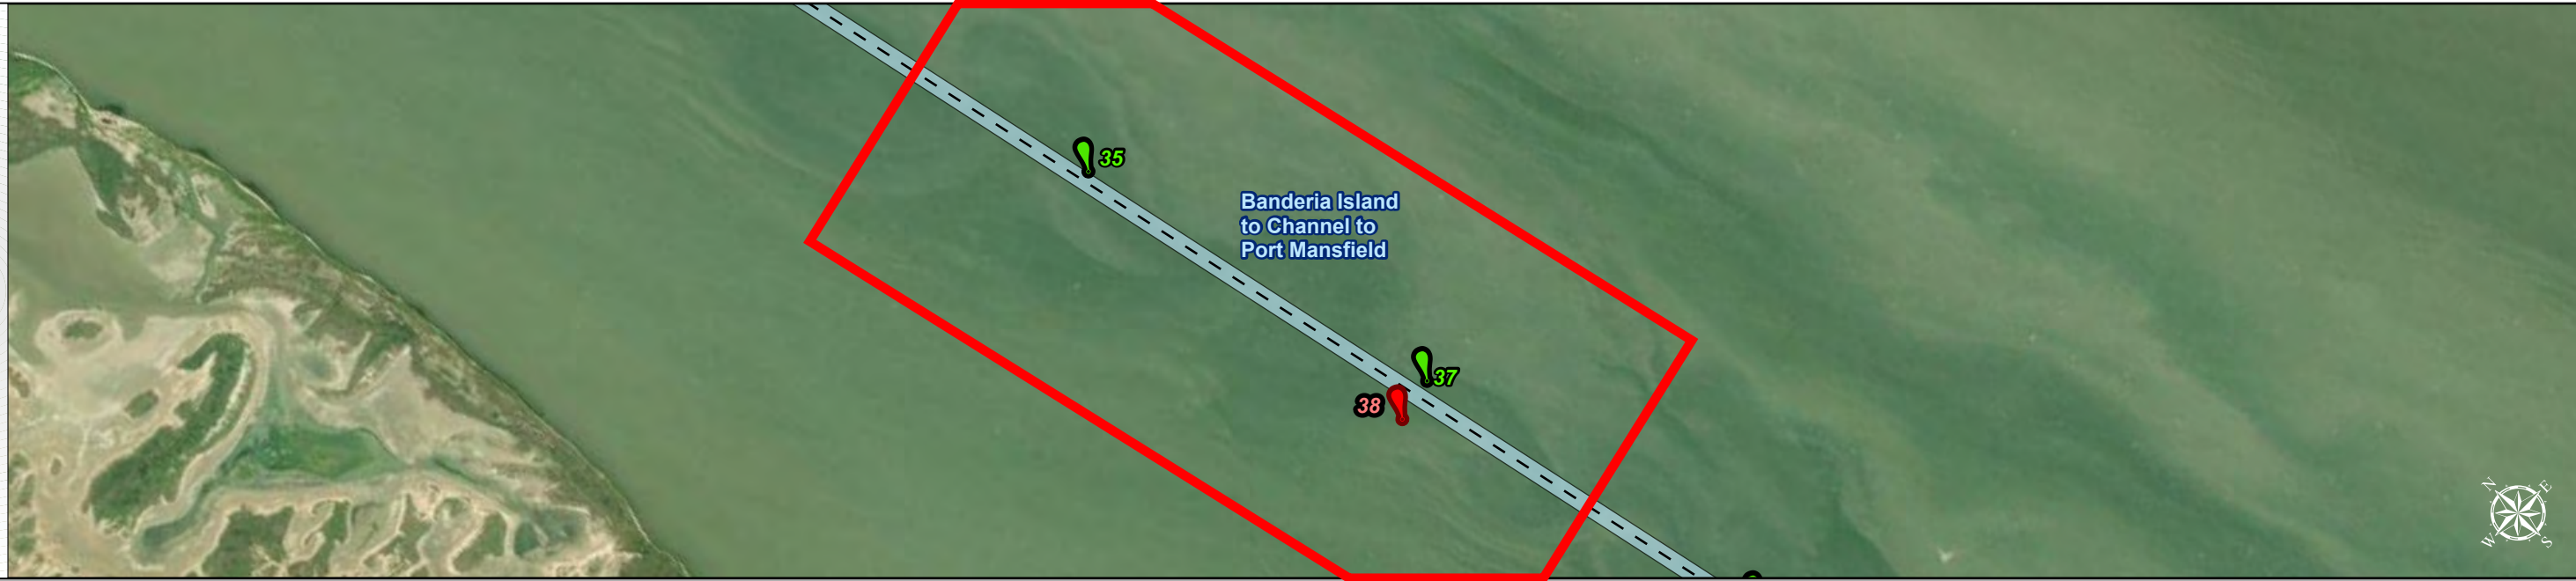 35
Banderia Island
to Channel to
Port Mansfield
37
38
N
E
W
S